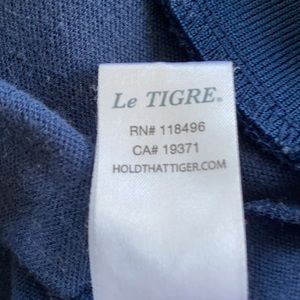 Le TIGRE®
RN# 118496
CA# 19371
HOLDTHATTIGER.COM